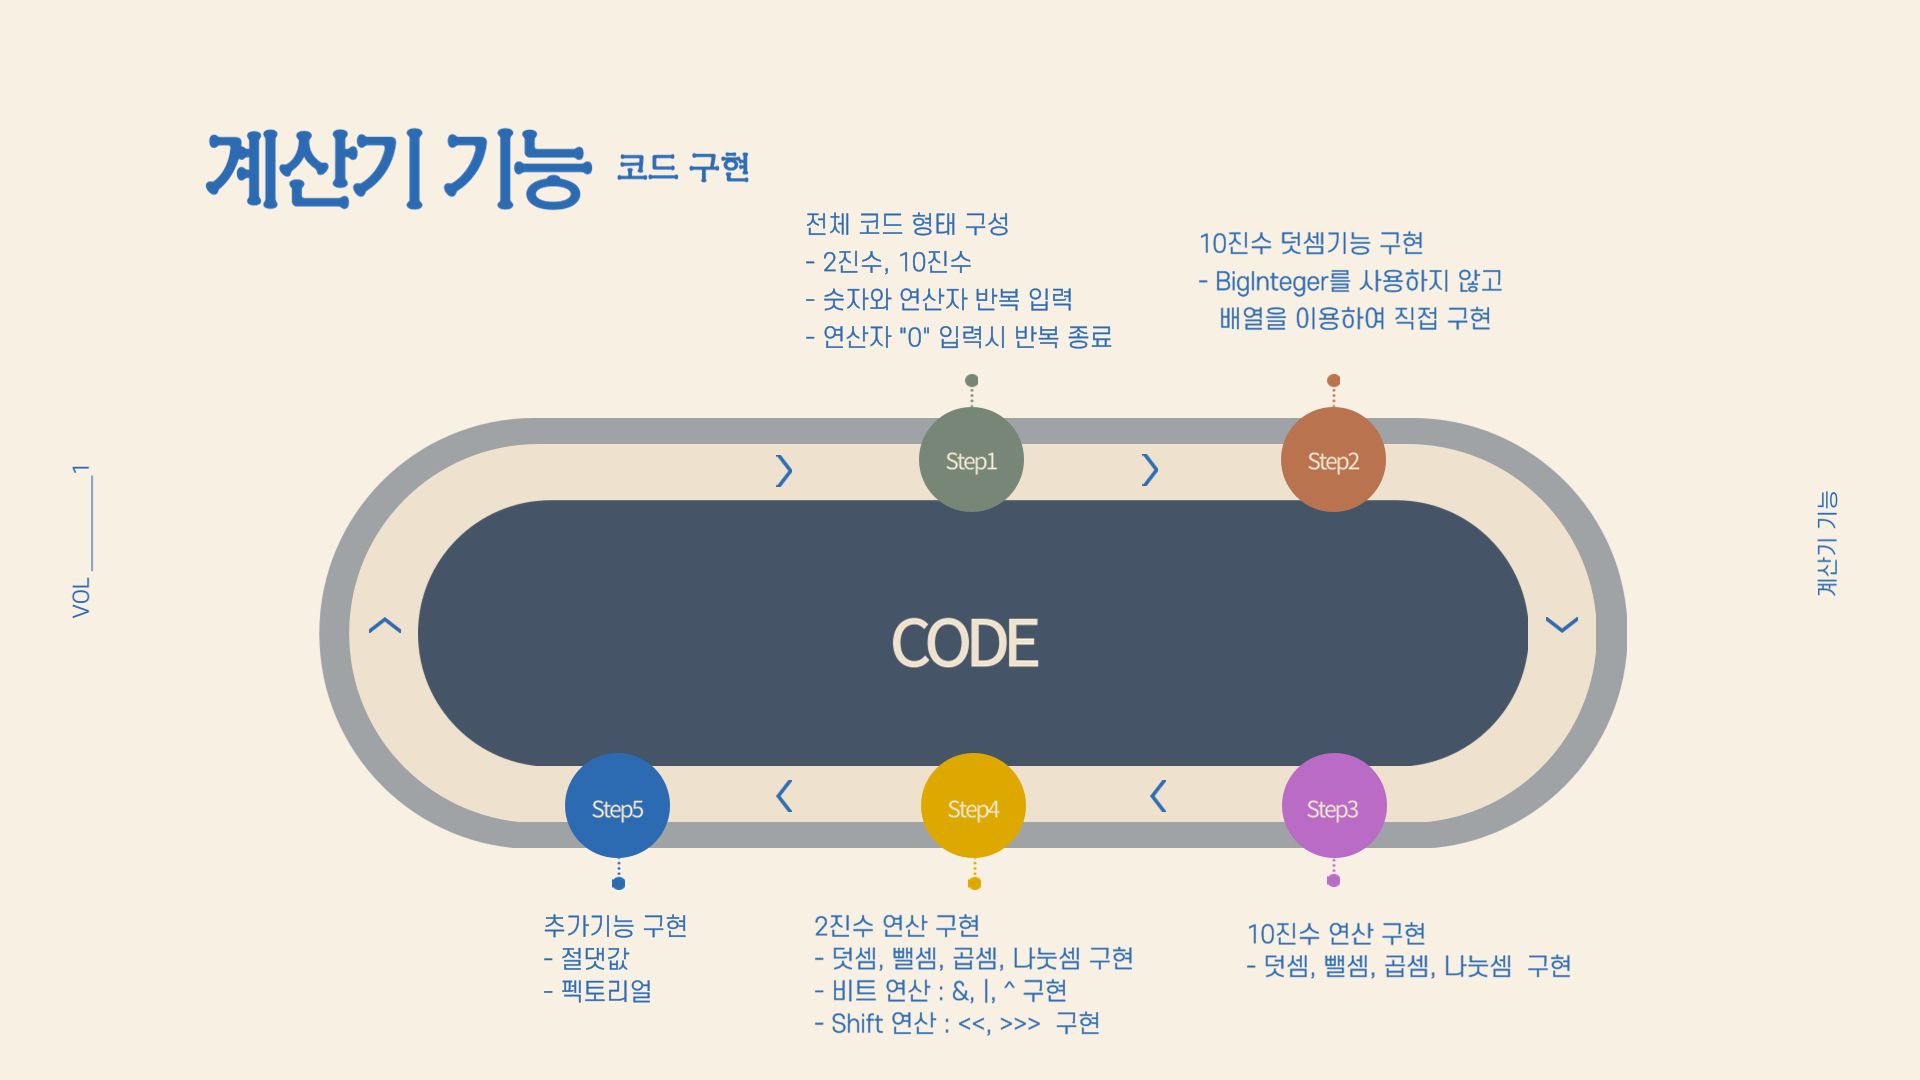 계산기 기능 코드 구현
전체 코드 형태 구성
- 2진수, 10진수
- 숫자와 연산자 반복 입력
- 연산자 "0" 입력시 반복 종료
10진수 덧셈기능 구현
- BigInteger를 사용하지 않고
배열을 이용하여 직접 구현
Step1
Step2
VOL 1
계산기 기능
CODE
Step5
Step4
Step3
추가기능 구현
- 절댓값
- 펙토리얼
2진수 연산 구현
- 덧셈, 뺄셈, 곱셈, 나눗셈 구현
- 비트 연산 : &, |, ^ 구현
- Shift 연산 : <<, >>> 구현
10진수 연산 구현
- 덧셈, 뺄셈, 곱셈, 나눗셈 구현